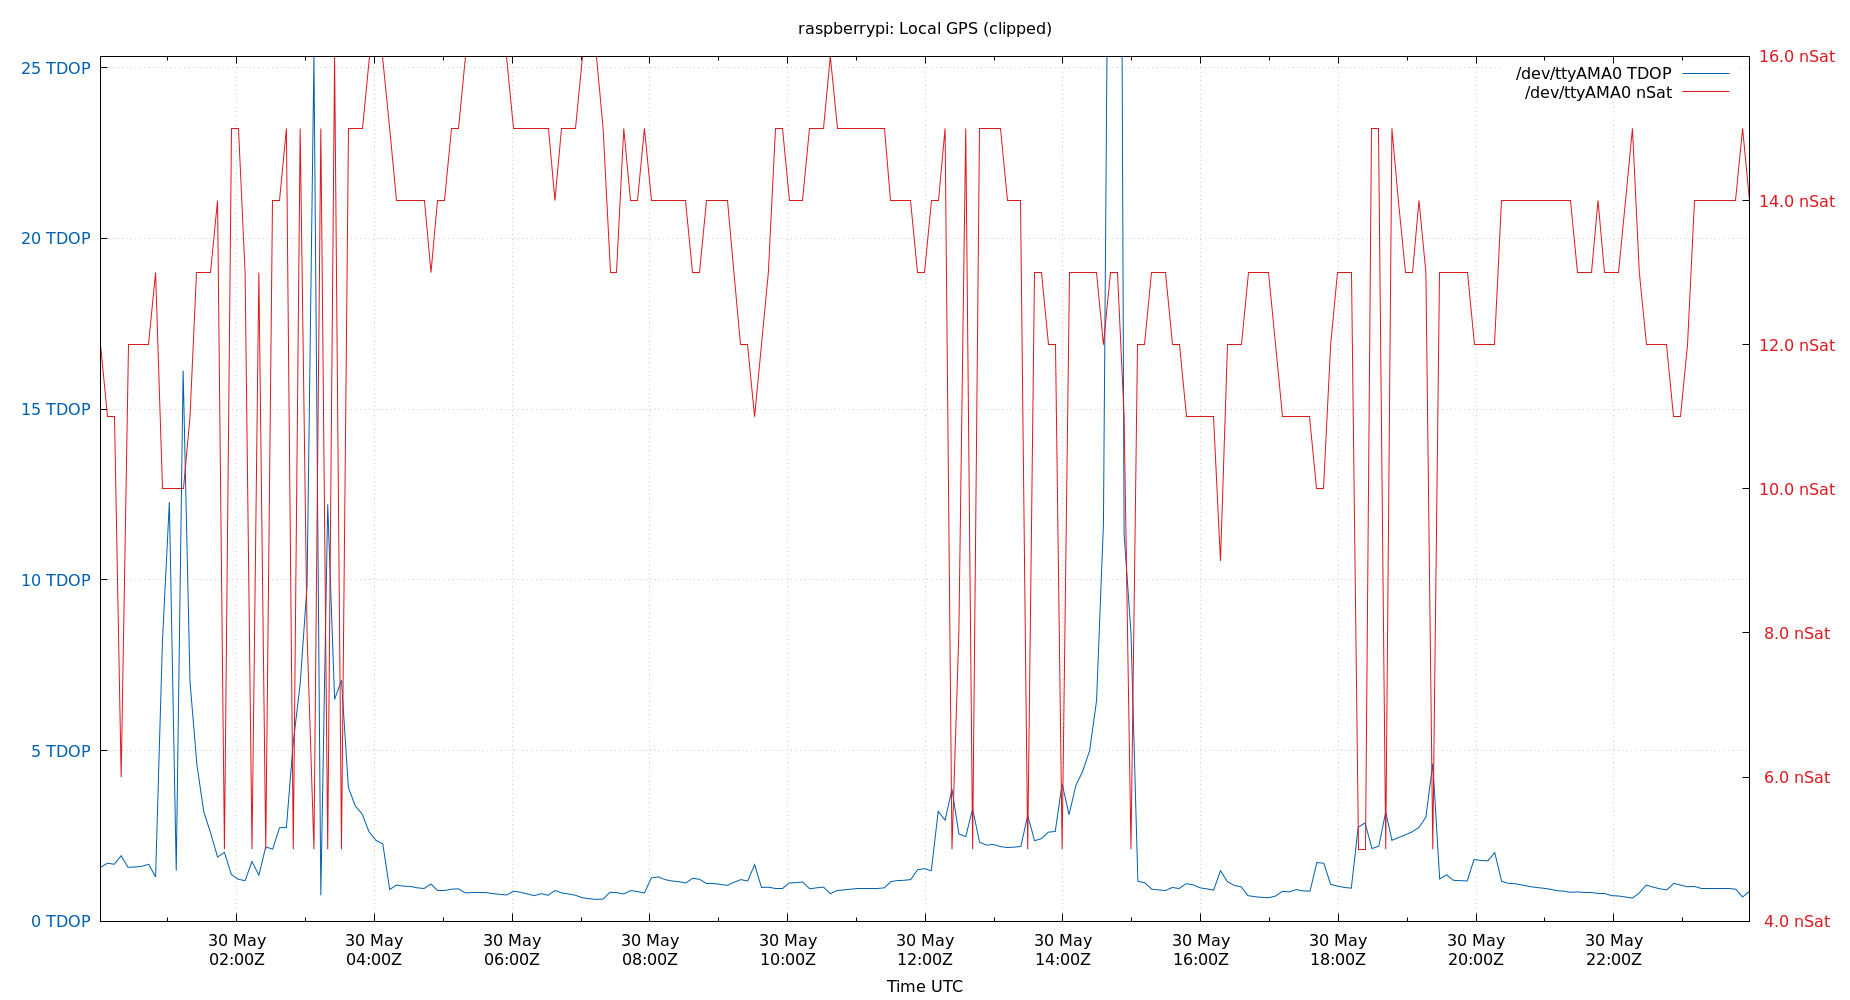 raspberrypi: Local GPS (clipped)
25 TDOP
20 TDOP
15 TDOP
10 TDOP
5 TDOP
0 TDOP
16.0 nSat
14.0 nSat
12.0 nSat
10.0 nSat
8.0 nSat
6.0 nSat
4.0 nSat
/dev/ttyAMA0 TDOP
/dev/ttyAMA0 nSat
30 May 30 May 30 May 30 May 30 May 30 May 30 May 30 May 30 May 30 May 30 May
02:00Z 04:00Z 06:00Z 08:00Z 10:00Z 12:00Z 14:00Z 16:00Z 18:00Z 20:00Z 22:00Z
Time UTC